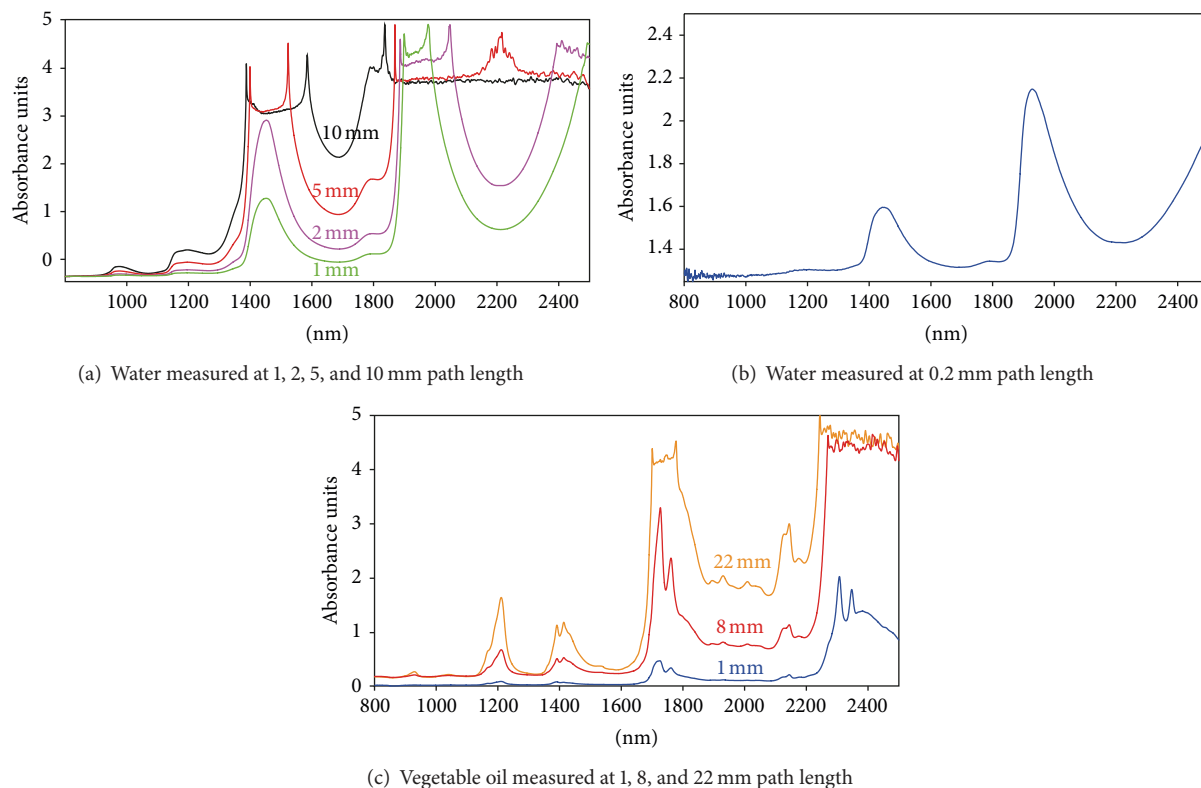 5
4
3
2
1
0
Absorbance units
10 mm
5 mm
2 mm
1 mm
1000 1200 1400 1600 1800 2000 2200 2400
(nm)
(a) Water measured at 1, 2, 5, and 10 mm path length
2.4
2.2
2
1.8
1.6
1.4
Absorbance units
800 1000 1200 1400 1600 1800 2000 2200 2400
(nm)
(b) Water measured at 0.2 mm path length
5
4
3
2
1
0
Absorbance units
22 mm
8 mm
1 mm
800 1000 1200 1400 1600 1800 2000 2200 2400
(nm)
(c) Vegetable oil measured at 1, 8, and 22 mm path length